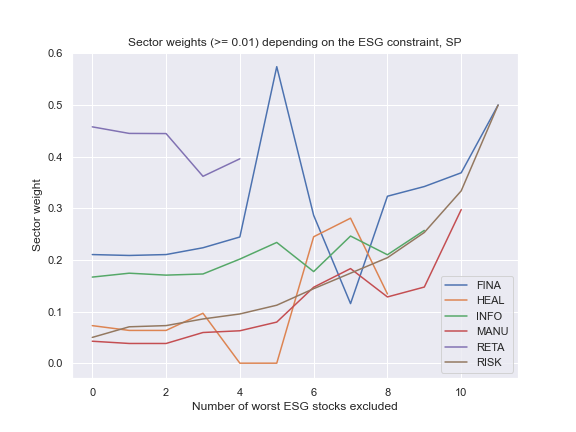 Sector weights (>= 0.01) depending on the ESG constraint, SP
0.6
0.5
0.4
0.3
0.2
0.1
0.0
Sector weight
0 2 4 6 8 10
Number of worst ESG stocks excluded
FINA
HEAL
INFO
MANU
RETA
RISK